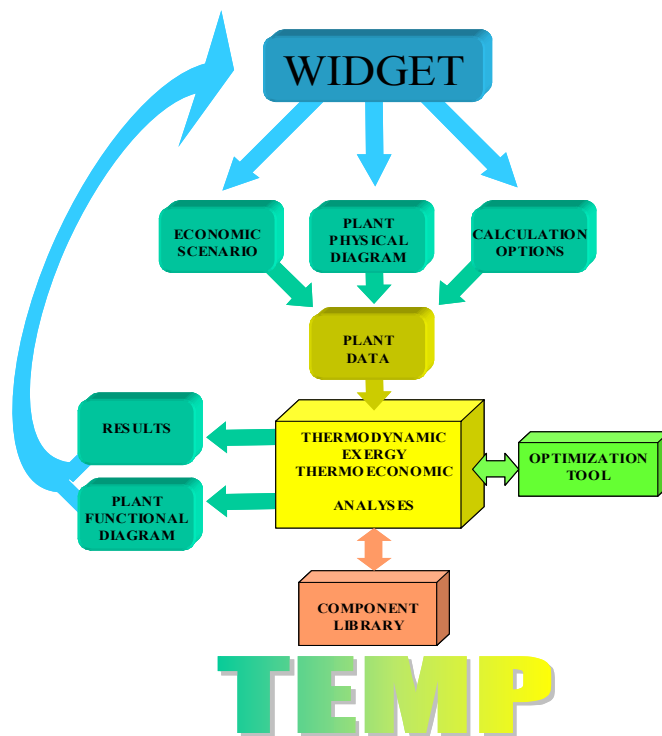 WIDGET
ECONOMIC
SCENARIO
PLANT
PHYSICAL
DIAGRAM
CALCULATION
OPTIONS
PLANT
DATA
RESULTS
THERMODYNAMIC
EXERGY
THERMOECONOMIC
ANALYSES
OPTIMIZATION
TOOL
PLANT
FUNCTIONAL
DIAGRAM
COMPONENT
LIBRARY
TEMP